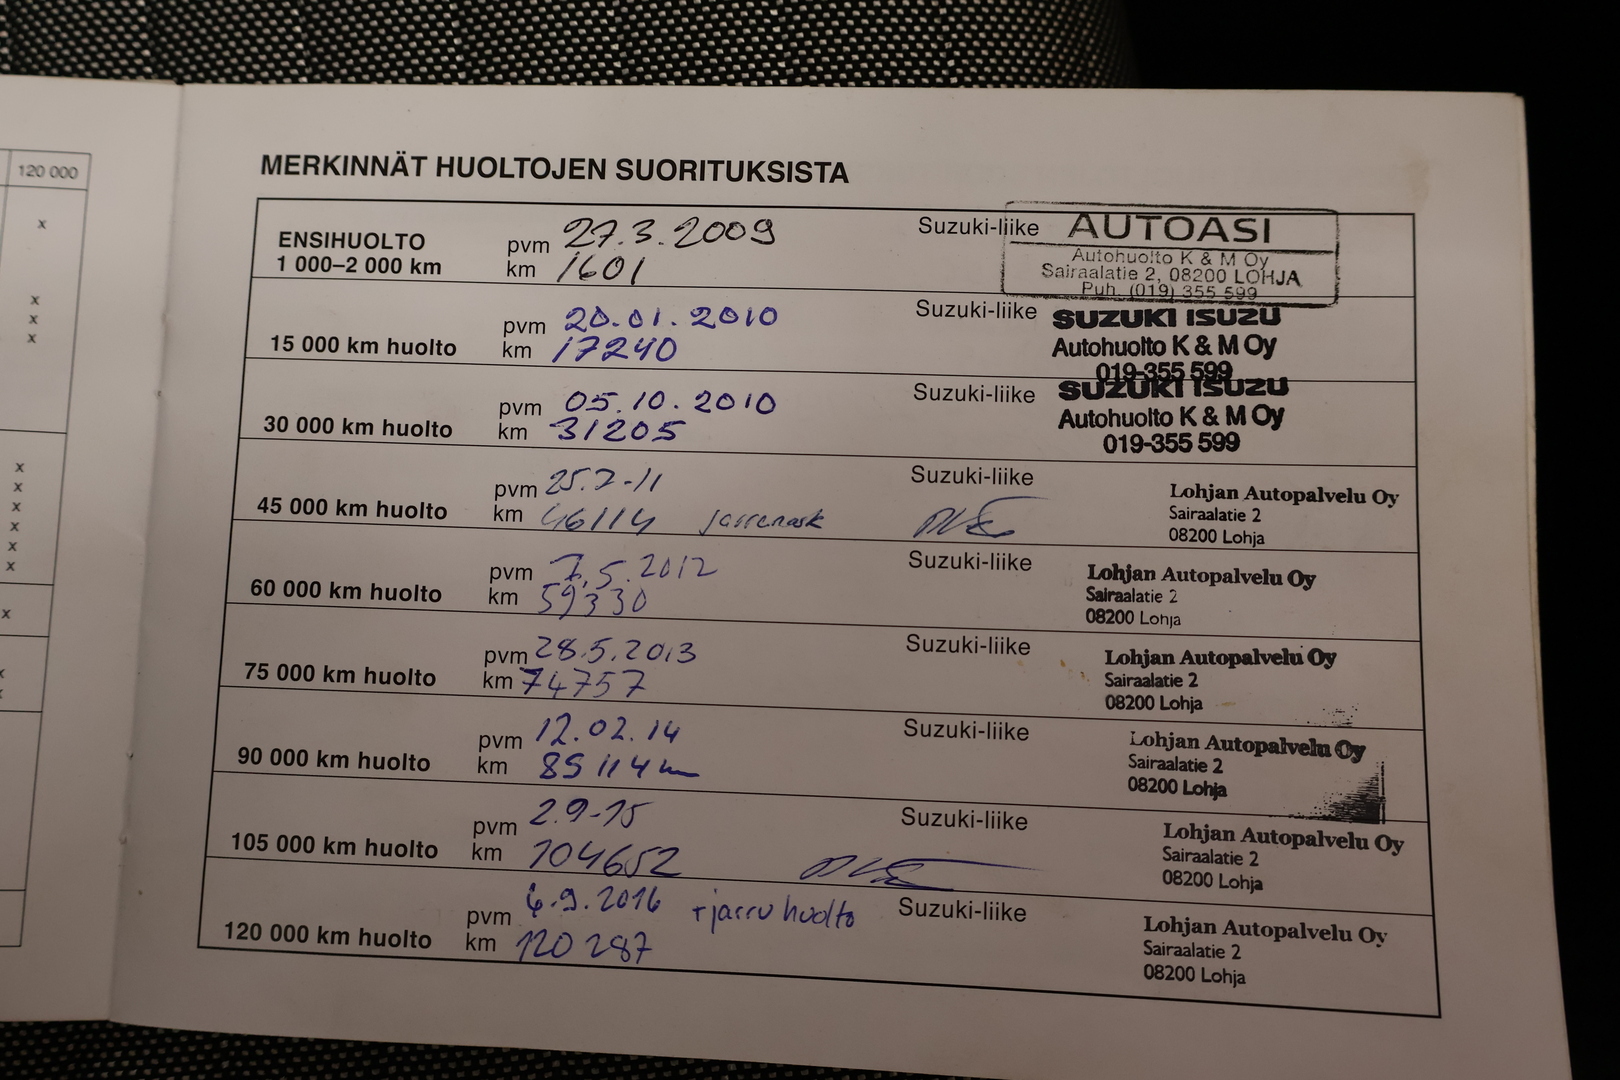 120 000
x
x
x
x
x
x
x
x
x
x
x
MERKINNÄT HUOLTOJEN SUORITUKSISTA
ENSIHUOLTO
1 000–2 000 km
pvm 27.3.2009
km 1601
Suzuki-liike
AUTOASI
Autohuolto K & M Oy
Sairaalatie 2, 08200 LOHJA
Puh. (019) 355 599
15 000 km huolto
pvm 20.01.2010
km 17240
Suzuki-liike
SUZUKI ISUZU
Autohuolto K & M Oy
019-355 599
30 000 km huolto
pvm 05.10.2010
km 31205
Suzuki-liike
SUZUKI ISUZU
Autohuolto K & M Oy
019-355 599
45 000 km huolto
pvm 25.7-11
km 46114
Suzuki-liike
Lohjan Autopalvelu Oy
Sairaalatie 2
08200 Lohja
60 000 km huolto
pvm 7.5.2012
km 59330
Suzuki-liike
Lohjan Autopalvelu Oy
Sairaalatie 2
08200 Lohja
75 000 km huolto
pvm 28.5.2013
km 74757
Suzuki-liike
Lohjan Autopalvelu Oy
Sairaalatie 2
08200 Lohja
90 000 km huolto
pvm 12.02.14
km
Suzuki-liike
Lohjan Autopalvelu Oy
Sairaalatie 2
08200 Lohja
105 000 km huolto
pvm 2.9-15
km 104652
Suzuki-liike
Lohjan Autopalvelu Oy
Sairaalatie 2
08200 Lohja
120 000 km huolto
pvm 6.9.2016 + jarruhuolto
km 120 287
Suzuki-liike
Lohjan Autopalvelu Oy
Sairaalatie 2
08200 Lohja